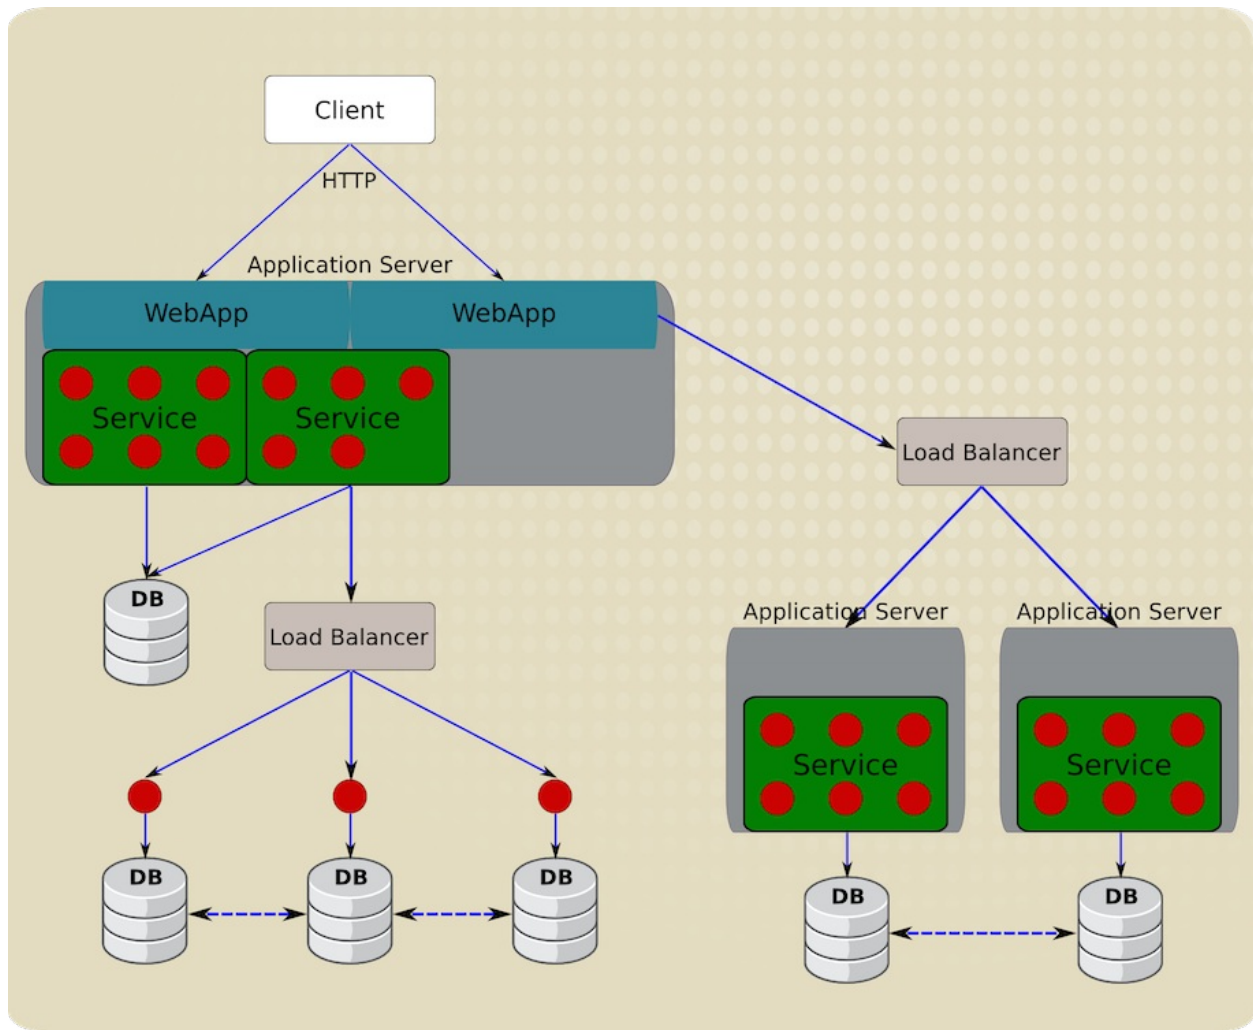 Client
HTTP
Application Server
WebApp
WebApp
Service
Service
Load Balancer
DB
Load Balancer
Application Server
Application Server
Service
Service
DB
DB
DB
DB
DB